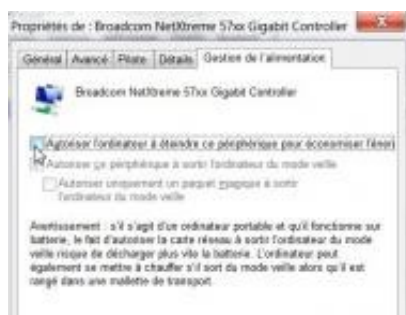 Propriétés de : Broadcom NetXtreme 57xx Gigabit Controller
Général Avancé Pilote Détails Gestion de l'alimentation
Broadcom NetXtreme 57xx Gigabit Controller
Autoriser l'ordinateur à éteindre ce périphérique pour économiser l'éner
Autoriser ce périphérique à sortir l'ordinateur du mode veille
Autoriser uniquement un paquet magique à sortir
l'ordinateur du mode veille
Avertissement : s'il s'agit d'un ordinateur portable et qu'il fonctionne sur
batterie, le fait d'autoriser la carte réseau à sortir l'ordinateur du mode
veille risque de décharger plus vite la batterie. L'ordinateur peut
également se mettre à chauffer s'il sort du mode veille alors qu'il est
rangé dans une mallette de transport.